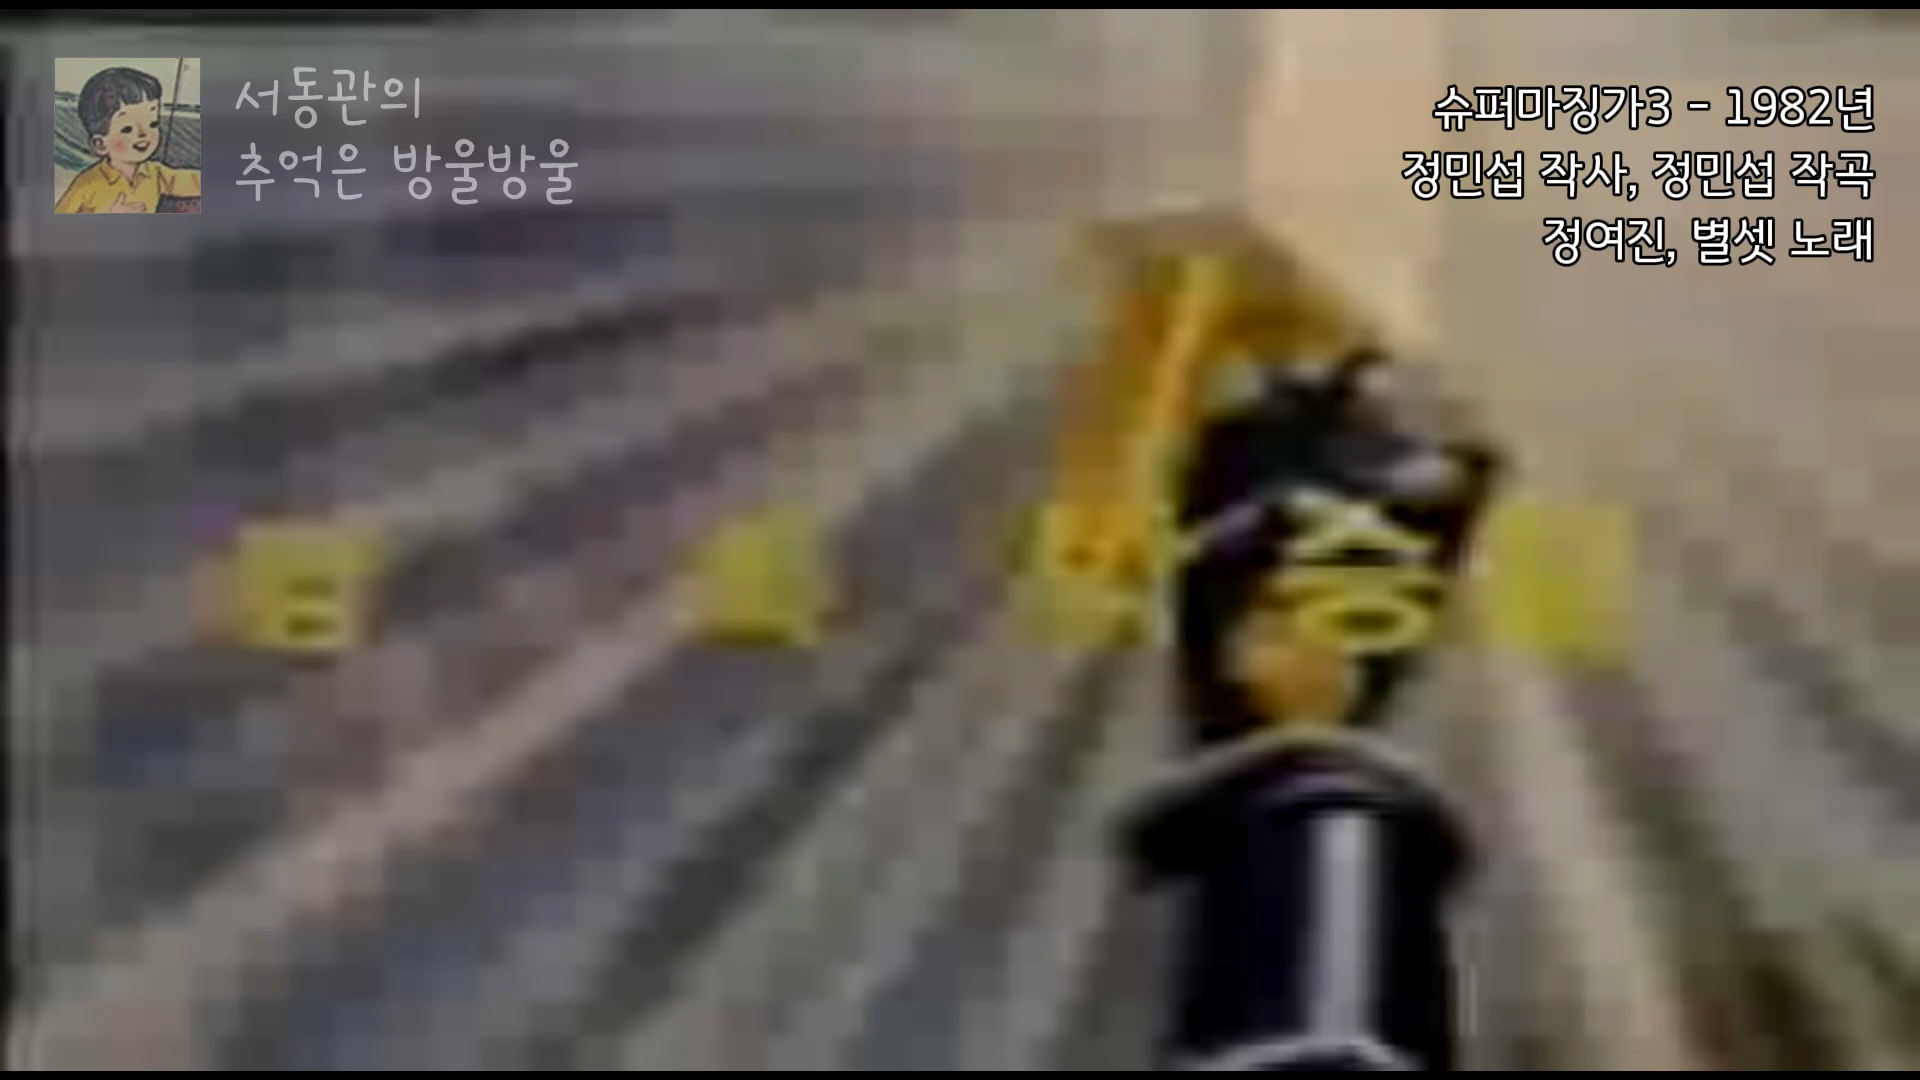 서동관의
추억은 방울방울
슈퍼마징가3 - 1982년
정민섭 작사, 정민섭 작곡
정여진, 별셋 노래